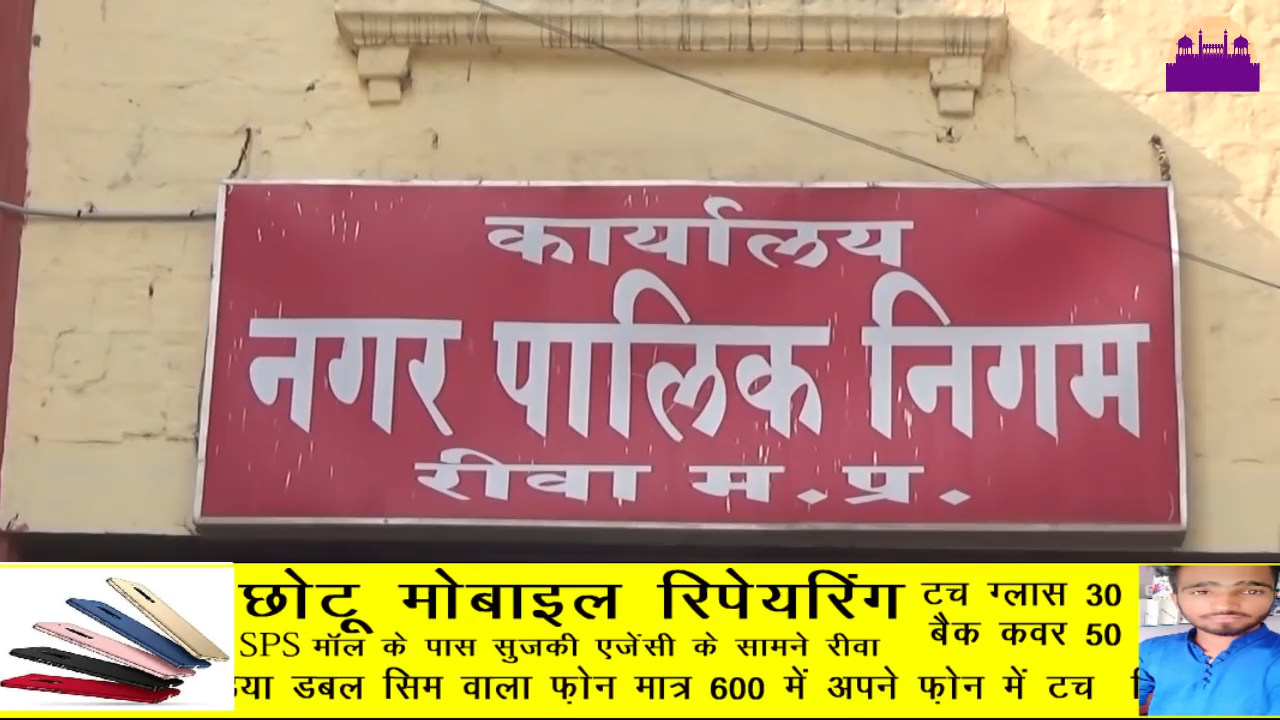 कार्यालय
नगर पालिक निगम
रीवा म.प्र.
छोटू मोबाइल रिपेयरिंग
टच ग्लास 30
बैक कवर 50
SPS मॉल के पास सुजकी एजेंसी के सामने रीवा
डबल सिम वाला फ़ोन मात्र 600 में अपने फ़ोन में टच